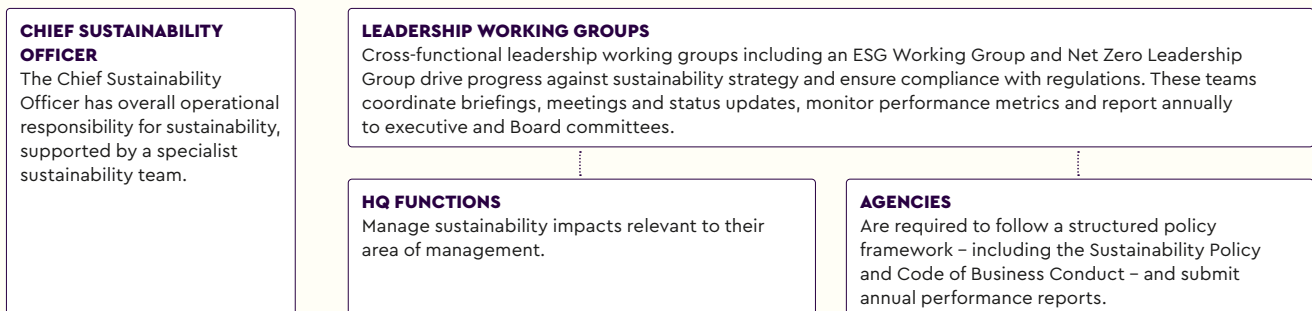 CHIEF SUSTAINABILITY
OFFICER
The Chief Sustainability
Officer has overall operational
responsibility for sustainability,
supported by a specialist
sustainability team.
LEADERSHIP WORKING GROUPS
Cross-functional leadership working groups including an ESG Working Group and Net Zero Leadership
Group drive progress against sustainability strategy and ensure compliance with regulations. These teams
coordinate briefings, meetings and status updates, monitor performance metrics and report annually
to executive and Board committees.
HQ FUNCTIONS
Manage sustainability impacts relevant to their
area of management.
AGENCIES
Are required to follow a structured policy
framework – including the Sustainability Policy
and Code of Business Conduct – and submit
annual performance reports.